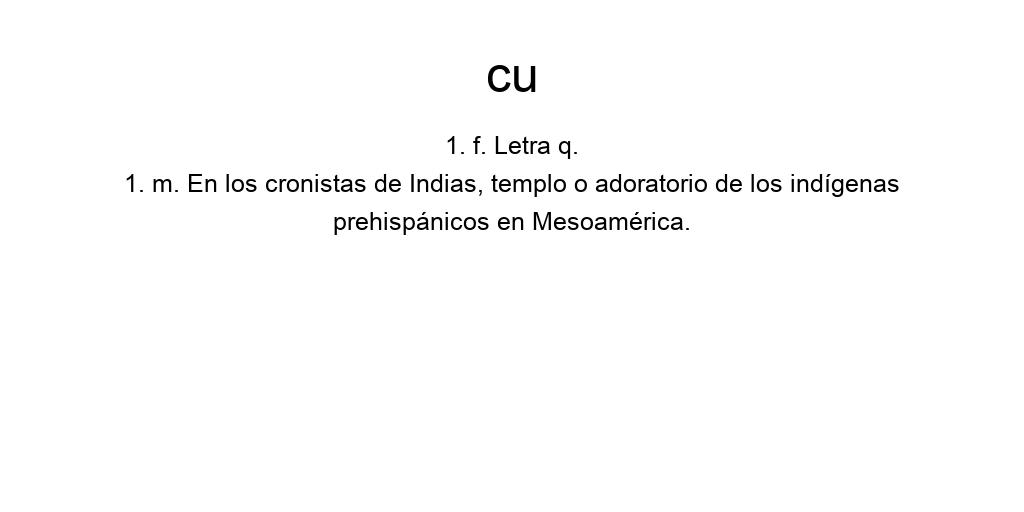 cu
1. f. Letra q.
1. m. En los cronistas de Indias, templo o adoratorio de los indígenas
prehispánicos en Mesoamérica.